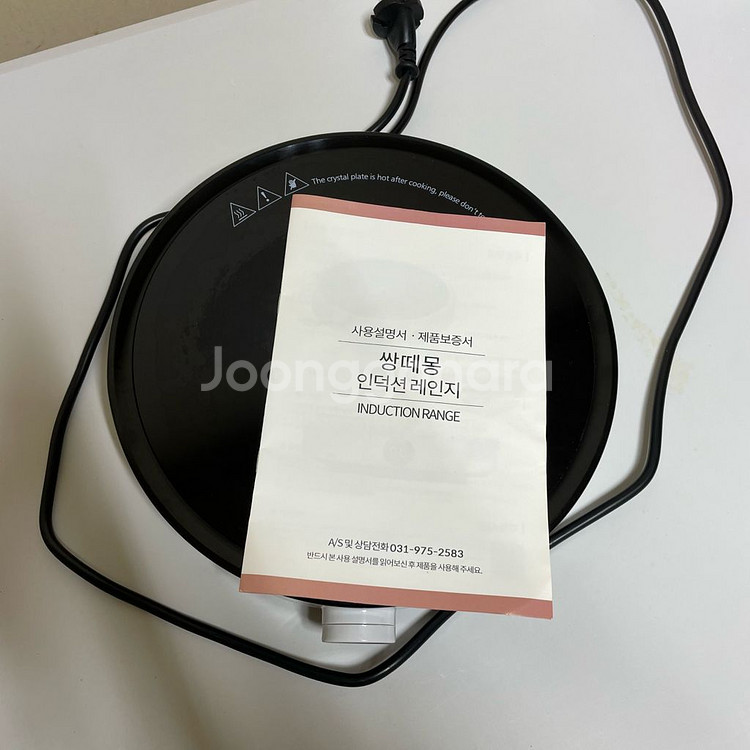 The crystal plate is hot after cooking, please don't to
사용설명서 · 제품보증서
쌍떼몽
인덕션 레인지
INDUCTION RANGE
A/S 및 상담전화 031-975-2583
반드시 본 사용 설명서를 읽어보신 후 제품을 사용해 주세요.
Joonggonara